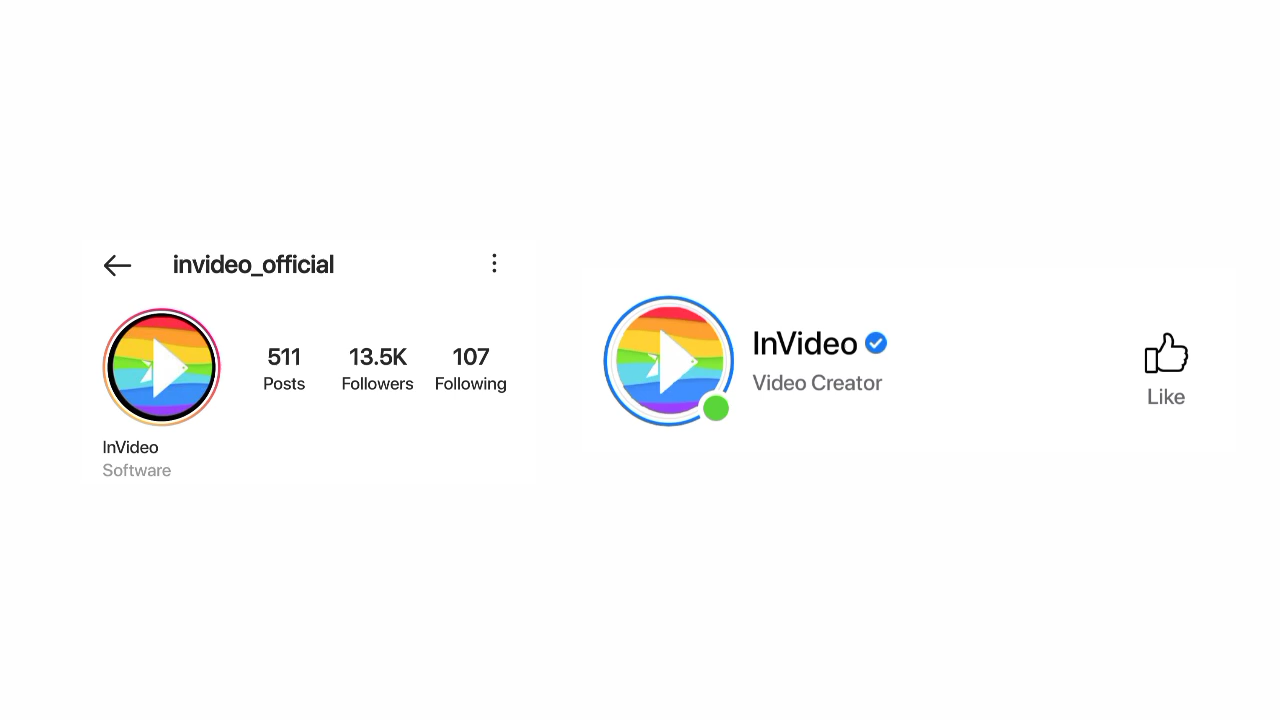 invideo_official
511 13.5K 107
Posts Followers Following
InVideo
Software
InVideo
Video Creator
Like